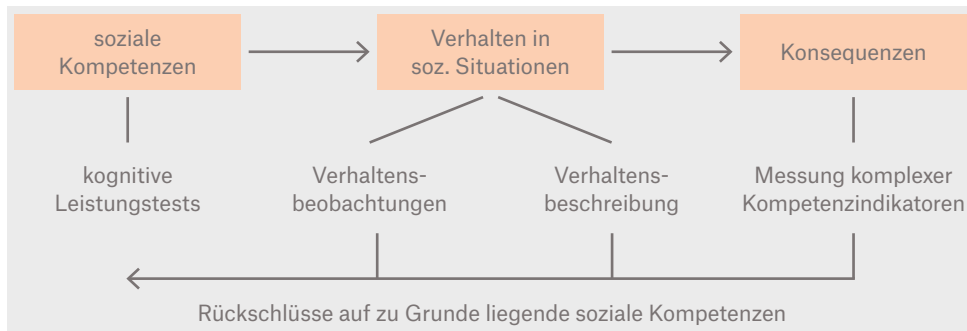 soziale
Kompetenzen
Verhalten in
soz. Situationen
Konsequenzen
kognitive
Leistungstests
Verhaltens-
beobachtungen
Verhaltens-
beschreibung
Messung komplexer
Kompetenzindikatoren
Rückschlüsse auf zu Grunde liegende soziale Kompetenzen